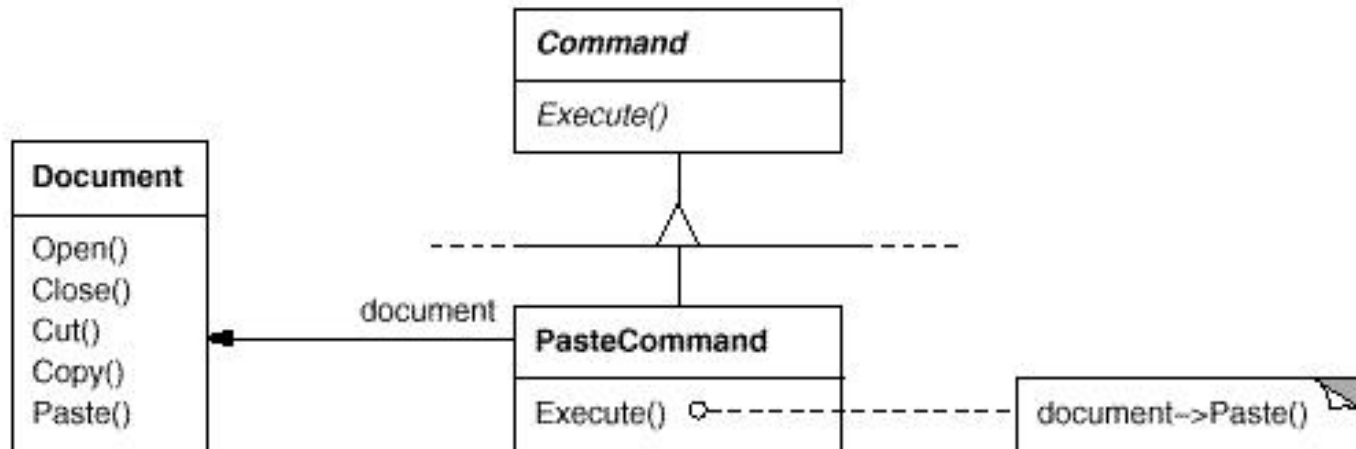 Command
Execute()
Document
Open()
Close()
Cut()
Copy()
Paste()
document
PasteCommand
Execute()
document->Paste()